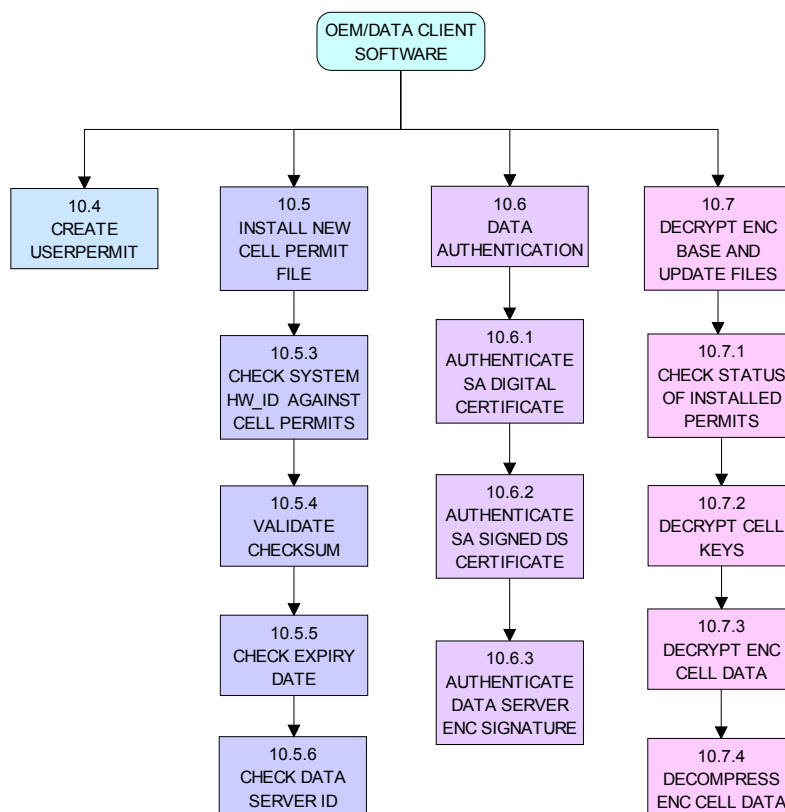 OEM/DATA CLIENT
SOFTWARE
10.4
CREATE
USERPERMIT
10.5
INSTALL NEW
CELL PERMIT
FILE
10.5.3
CHECK SYSTEM
HW_ID AGAINST
CELL PERMITS
10.5.4
VALIDATE
CHECKSUM
10.5.5
CHECK EXPIRY
DATE
10.5.6
CHECK DATA
SERVER ID
10.6
DATA
AUTHENTICATION
10.6.1
AUTHENTICATE
SA DIGITAL
CERTIFICATE
10.6.2
AUTHENTICATE
SA SIGNED DS
CERTIFICATE
10.6.3
AUTHENTICATE
DATA SERVER
ENC SIGNATURE
10.7
DECRYPT ENC
BASE AND
UPDATE FILES
10.7.1
CHECK STATUS
OF INSTALLED
PERMITS
10.7.2
DECRYPT CELL
KEYS
10.7.3
DECRYPT ENC
CELL DATA
10.7.4
DECOMPRESS
ENC CELL DATA